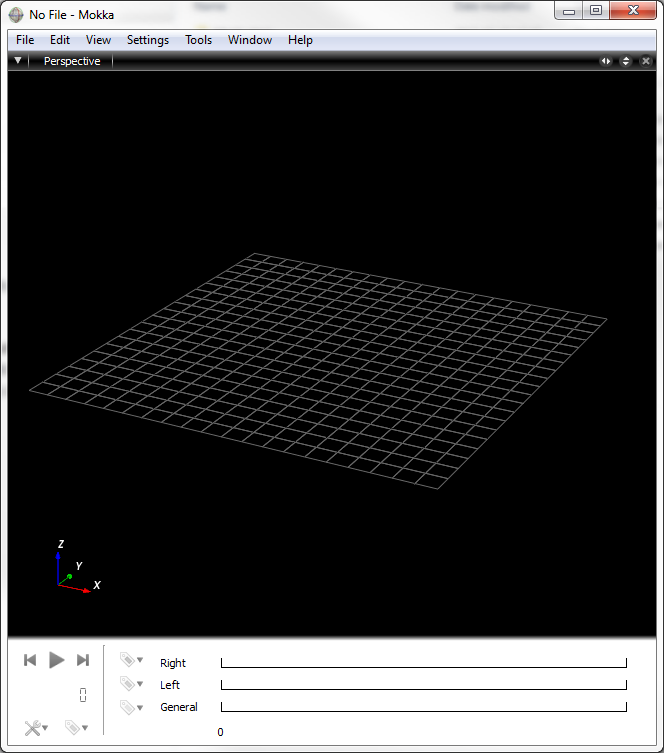 No File - Mokka
File Edit View Settings Tools Window Help
Perspective
Z
Y
X
Right
Left
General
0